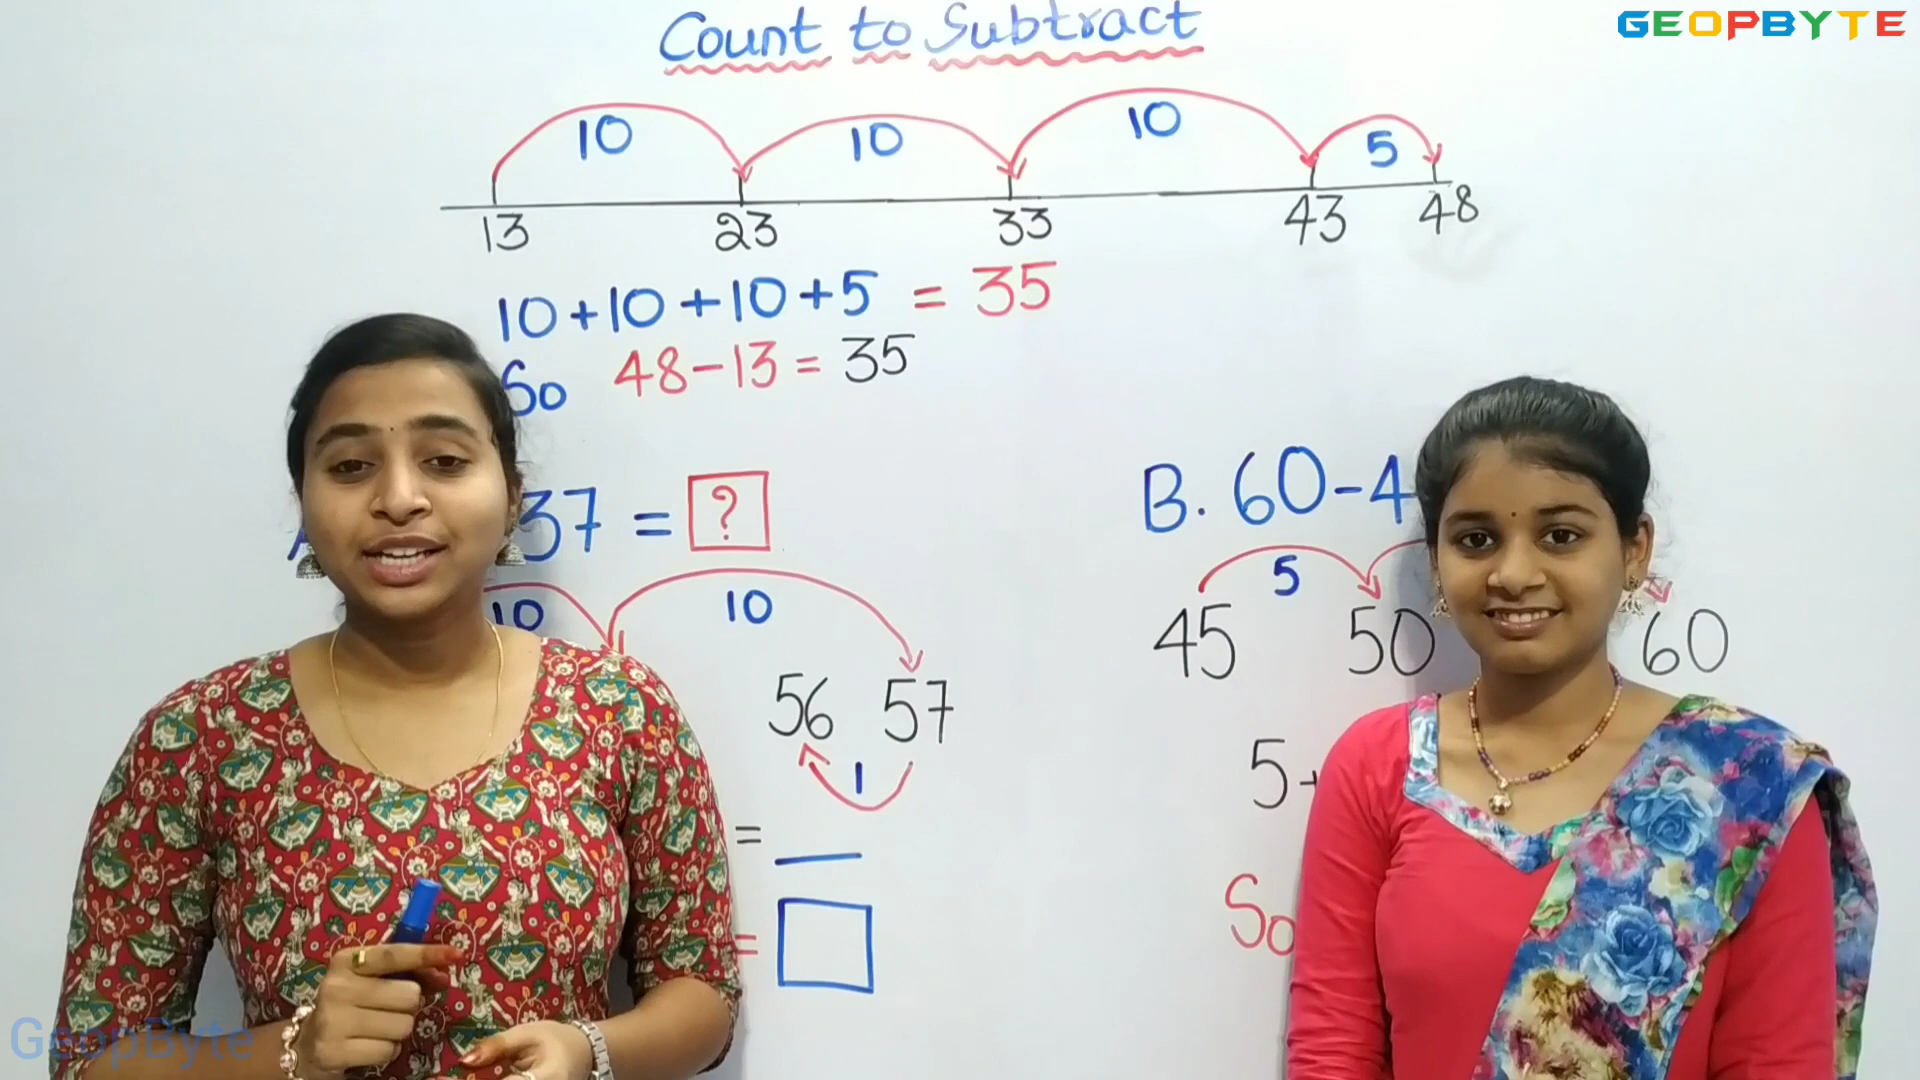 GEOPBYTE
Count to Subtract
10 10 10 5
13 23 33 43 48
10+10+10+5 = 35
So 48-13 = 35
37 = ?
10 10
56 57
1
=
=
B. 60-4
5
45 50 60
5+
So
GeopByte